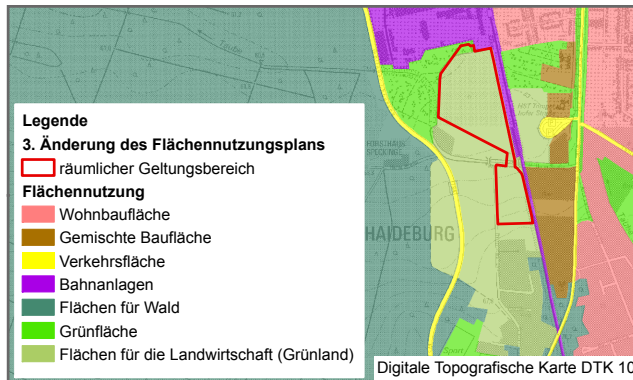 Legende
3. Änderung des Flächennutzungsplans
räumlicher Geltungsbereich
Flächennutzung
Wohnbaufläche
Gemischte Baufläche
Verkehrsfläche
Bahnanlagen
Flächen für Wald
Grünfläche
Flächen für die Landwirtschaft (Grünland)
HAIDEBURG
Sport
Digitale Topografische Karte DTK 10